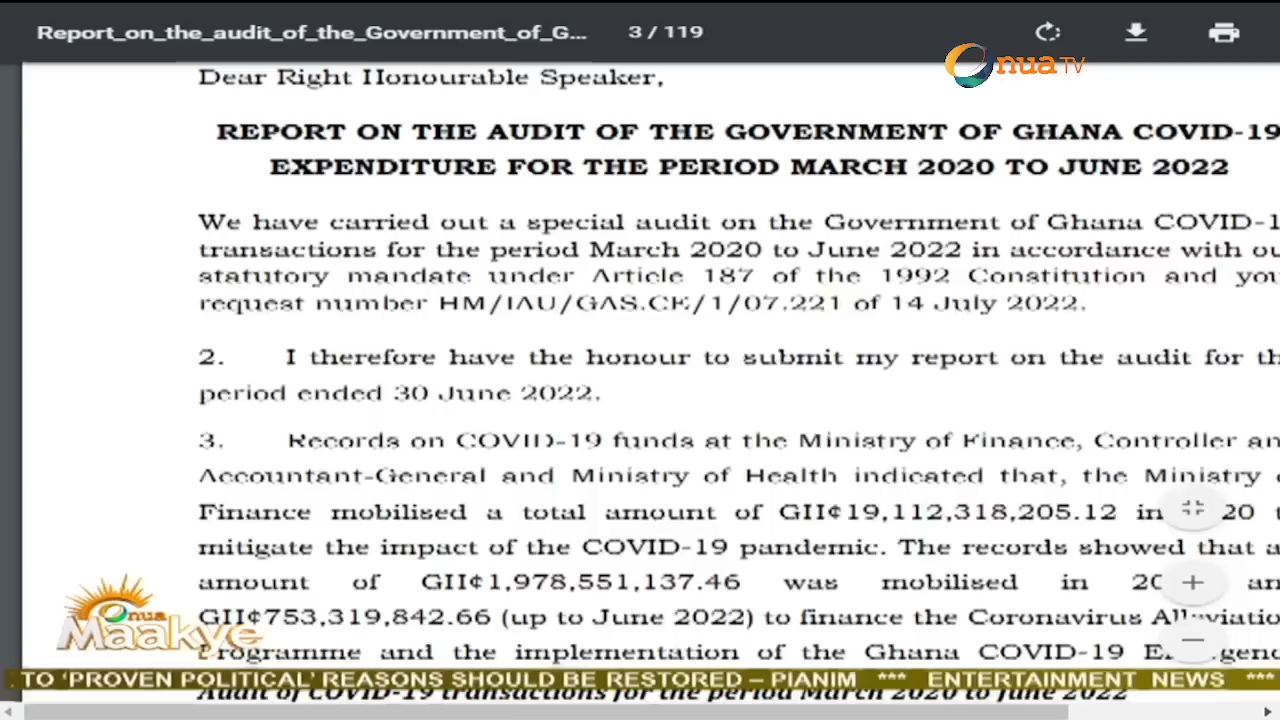 Report_on_the_audit_of_the_Government_of_G... 3 / 119
onua TV
Dear Right Honourable Speaker,
REPORT ON THE AUDIT OF THE GOVERNMENT OF GHANA COVID-19
EXPENDITURE FOR THE PERIOD MARCH 2020 TO JUNE 2022
We have carried out a special audit on the Government of Ghana COVID-1
transactions for the period March 2020 to June 2022 in accordance with ou
statutory mandate under Article 187 of the 1992 Constitution and you
request number HM/IAU/GAS.CE/1/07.221 of 14 July 2022.
2. I therefore have the honour to submit my report on the audit for th
period ended 30 June 2022.
3. Records on COVID-19 funds at the Ministry of Finance, Controller an
Accountant-General and Ministry of Health indicated that, the Ministry o
Finance mobilised a total amount of GH¢19,112,318,205.12 in 20 t
mitigate the impact of the COVID-19 pandemic. The records showed that a
amount of GH¢1,978,551,137.46 was mobilised in 20 an
GH¢753,319,842.66 (up to June 2022) to finance the Coronavirus Alleviatio
Programme and the implementation of the Ghana COVID-19 Emergenc
onua
Maakye
TO ‘PROVEN POLITICAL’ REASONS SHOULD BE RESTORED – PIANIM *** ENTERTAINMENT NEWS ***
Audit of COVID-19 transactions for the period March 2020 to June 2022